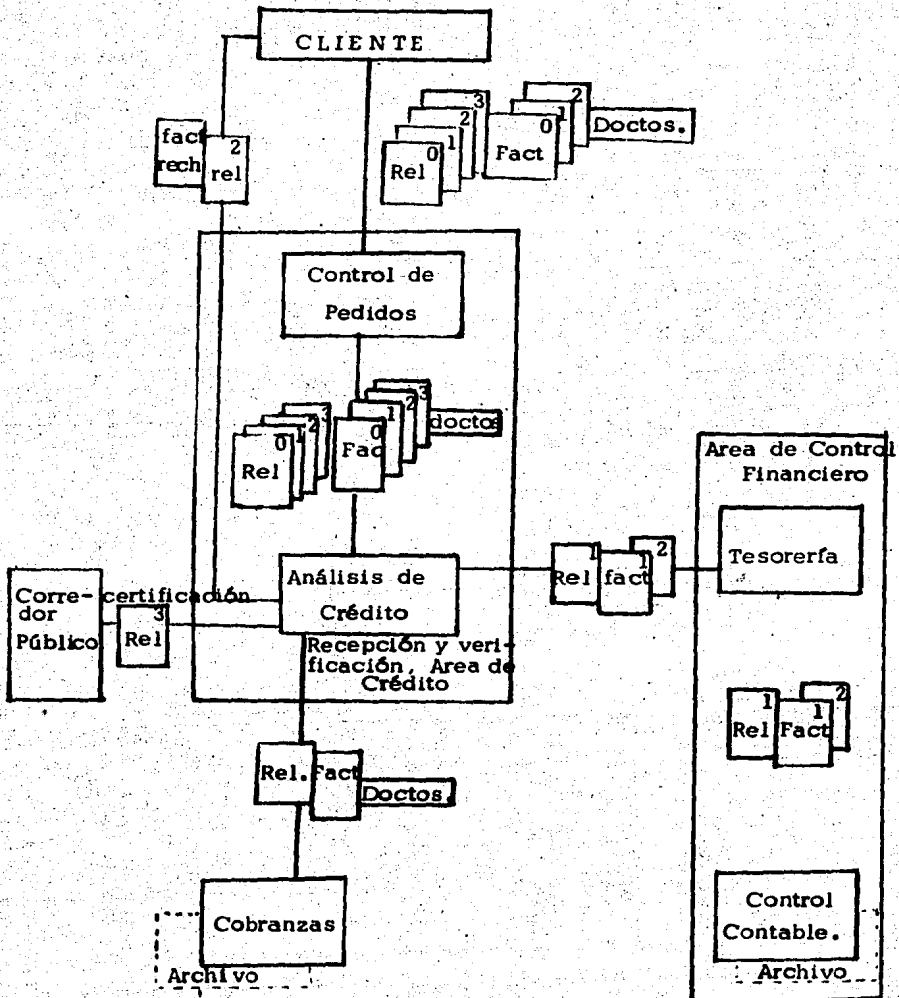 CLIENTE
fact
rech
2
rel
3
2
1
0
Rel
2
1
0
Fact
Doctos.
Control de
Pedidos
3
2
1
0
Rel
3
2
1
0
Fac
doctos
Area de Control
Financiero
Tesorería
Corre-
dor
Público
certificación
3
Rel
Análisis de
Crédito
Recepción y veri-
ficación, Area de
Crédito
1
Rel
2
1
fact
1
Rel
2
1
Fact
Rel.
Fact
Doctos.
Cobranzas
Archivo
Control
Contable.
Archivo